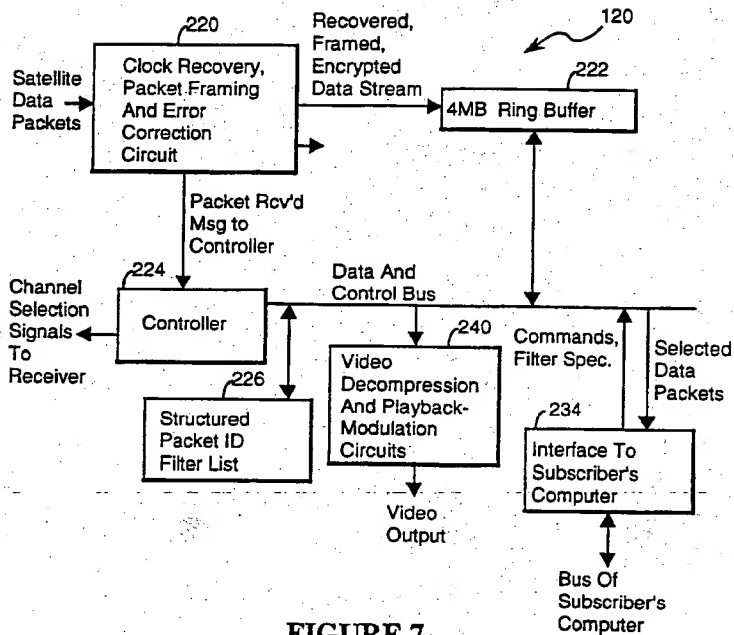 220
Recovered,
Framed,
Encrypted
Data Stream
120
Satellite
Data
Packets
Clock Recovery,
Packet Framing
And Error
Correction
Circuit
222
4MB Ring Buffer
Packet Rcv'd
Msg to
Controller
224
Channel
Selection
Signals
To
Receiver
Controller
Data And
Control Bus
226
Structured
Packet ID
Filter List
240
Video
Decompression
And Playback-
Modulation
Circuits
Video
Output
Commands,
Filter Spec.
Selected
Data
Packets
234
Interface To
Subscriber's
Computer
Bus Of
Subscriber's
Computer
FIGURE 7